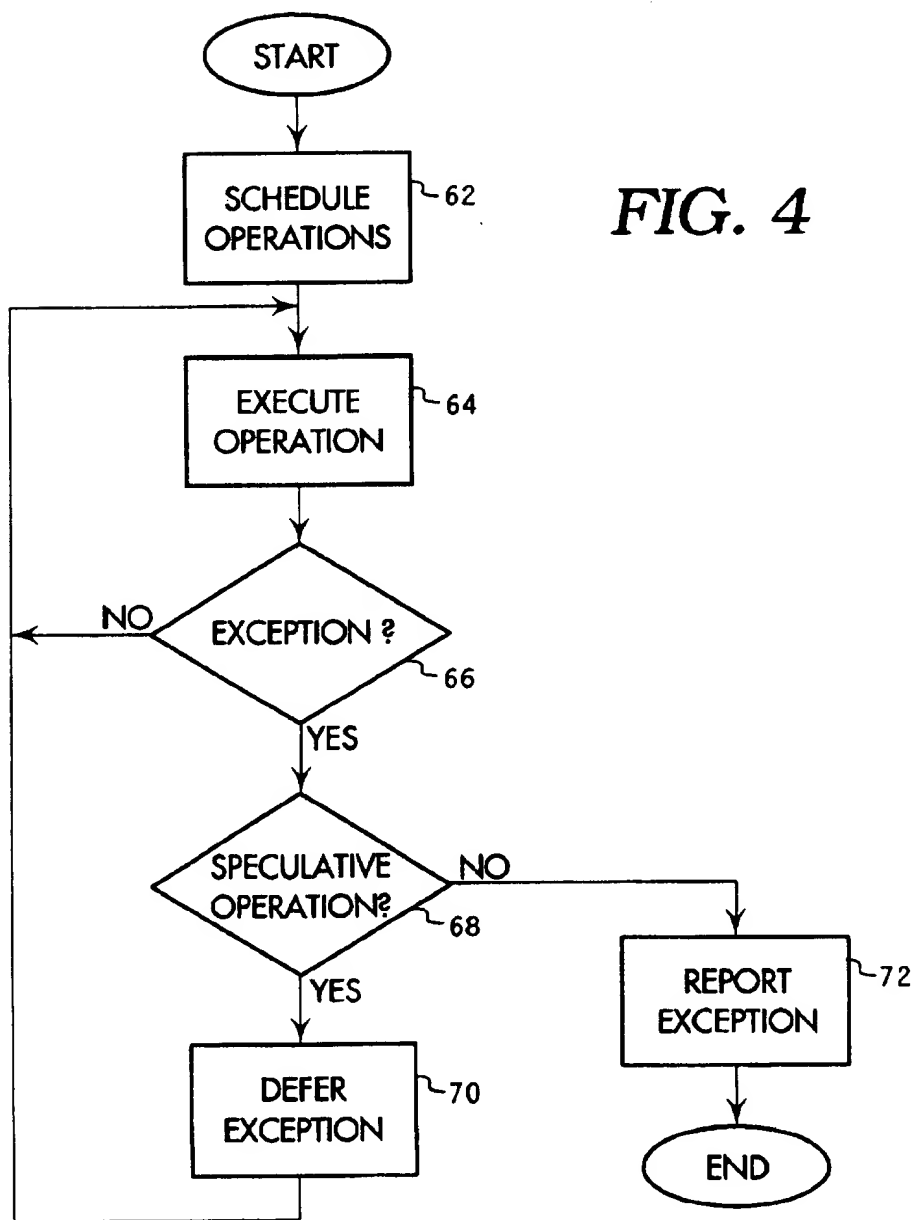 START
SCHEDULE
OPERATIONS
62
FIG. 4
EXECUTE
OPERATION
64
NO
EXCEPTION ?
66
YES
SPECULATIVE
OPERATION?
NO
68
YES
REPORT
EXCEPTION
72
DEFER
EXCEPTION
70
END